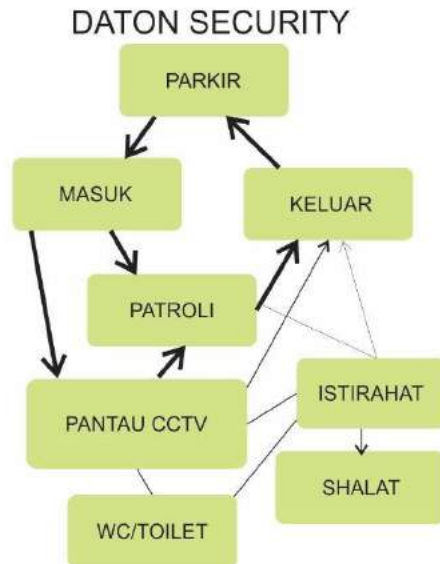 DATON SECURITY
PARKIR
MASUK
KELUAR
PATROLI
PANTAU CCTV
ISTIRAHAT
SHALAT
WC/TOILET